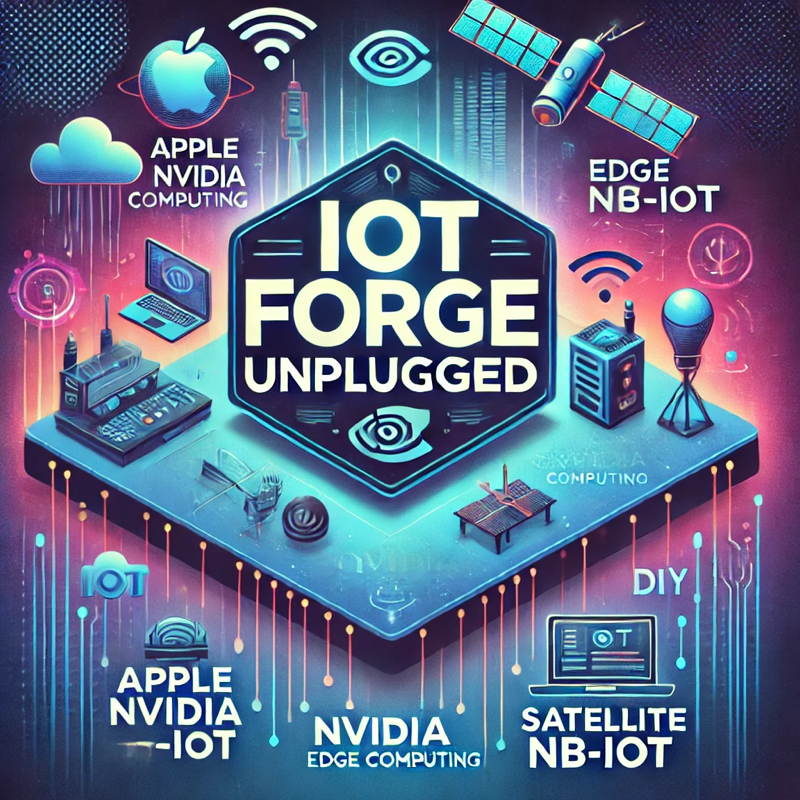 APPLE
NVIDIA
COMPUTING
EDGE
NB-IOT
IOT
FORGE
UNPLUGGED
COMPUTINO
IOT
DIY
APPLE
NVIDIA
-IOT
NVIDIA
EDGE COMPUTING
SATELLITE
NB-IOT